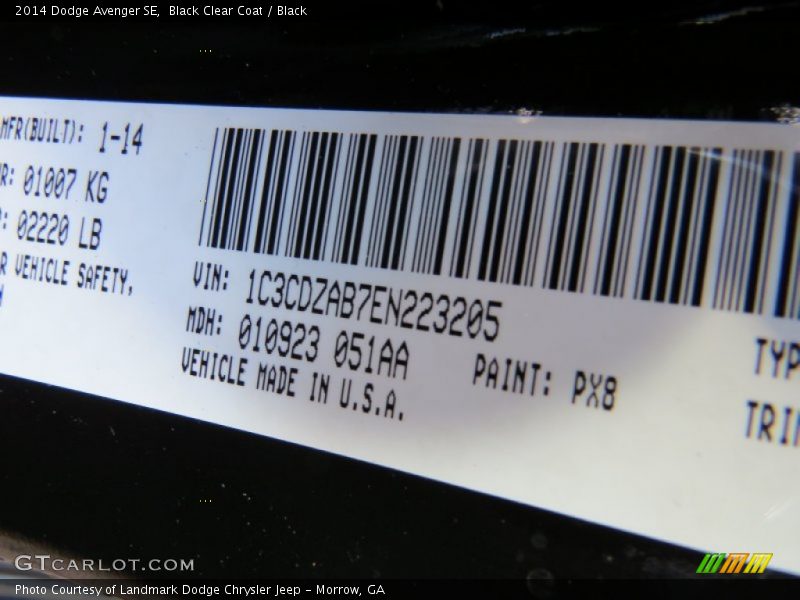 2014 Dodge Avenger SE, Black Clear Coat / Black
MFR(BUILT): 1-14
R: 01007 KG
: 02220 LB
R VEHICLE SAFETY,
VIN: 1C3CDZAB7EN223205
MDH: 010923 051AA
PAINT: PX8
VEHICLE MADE IN U.S.A.
TYP
TRIM
GTCARLOT.COM
Photo Courtesy of Landmark Dodge Chrysler Jeep - Morrow, GA